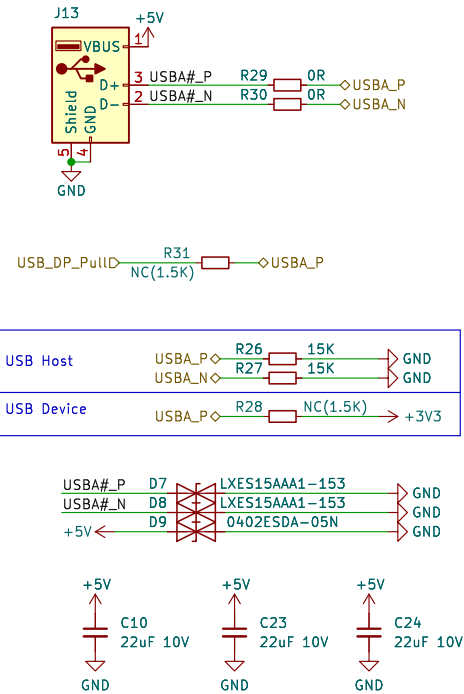 J13
+5V
VBUS 1
D+ 3 USBA#_P R29 0R USBA_P
D- 2 USBA#_N R30 0R USBA_N
Shield GND
5 4
GND
R31
USB_DP_Pull USBA_P
NC(1.5K)
R26 15K
USB Host USBA_P GND
R27 15K
USBA_N GND
USB Device R28 NC(1.5K)
USBA_P +3V3
USBA#_P D7 LXES15AAA1-153 GND
USBA#_N D8 LXES15AAA1-153 GND
+5V D9 0402ESDA-05N GND
+5V +5V +5V
C10 C23 C24
22uF 10V 22uF 10V 22uF 10V
GND GND GND